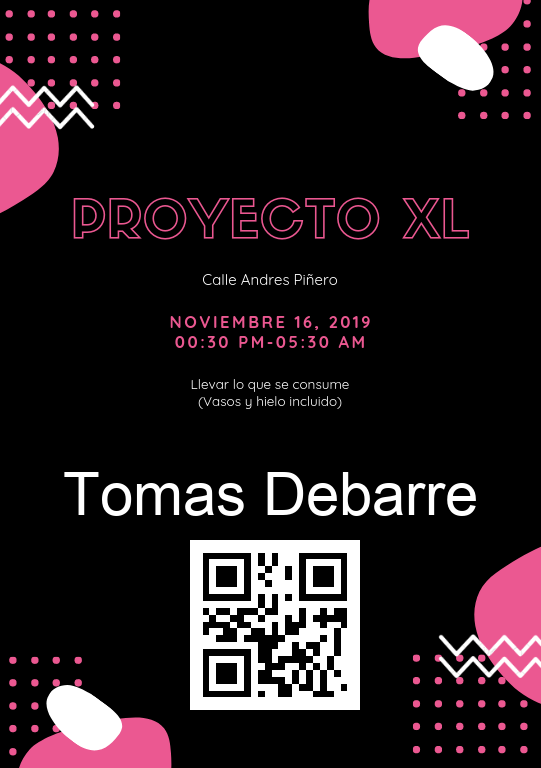 PROYECTO XL
Calle Andres Piñero
NOVIEMBRE 16, 2019
00:30 PM-05:30 AM
Llevar lo que se consume
(Vasos y hielo incluido)
Tomas Debarre